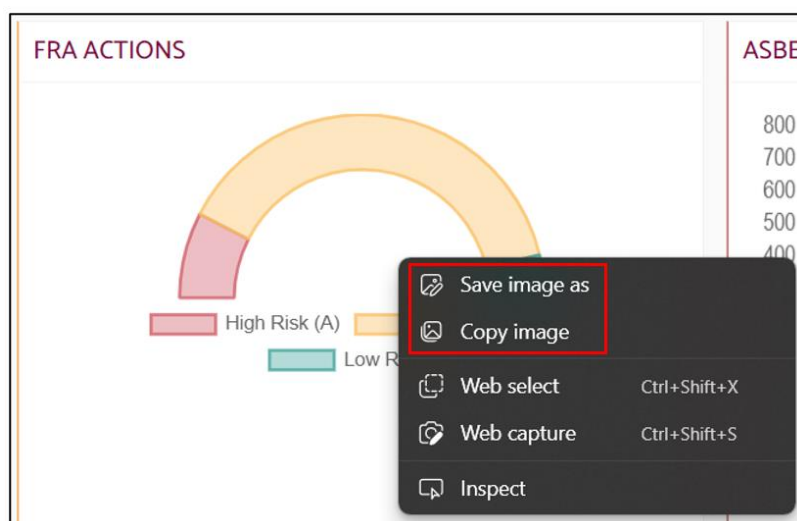 FRA ACTIONS
ASBE
800
700
600
500
400
High Risk (A)
Low R
Save image as
Copy image
Web select Ctrl+Shift+X
Web capture Ctrl+Shift+S
Inspect